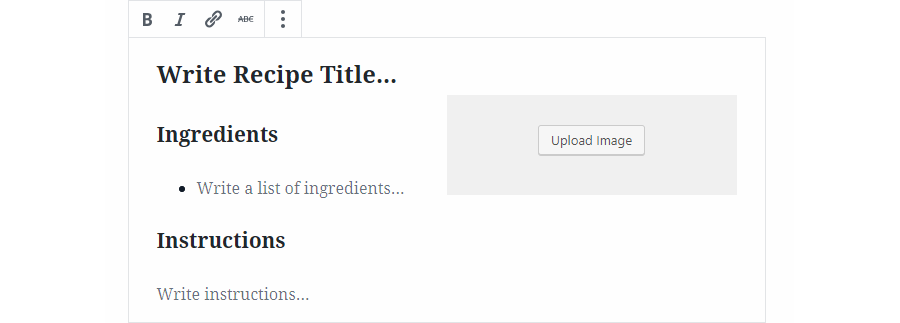 B I ABC
Write Recipe Title...
Ingredients
Upload Image
• Write a list of ingredients...
Instructions
Write instructions...